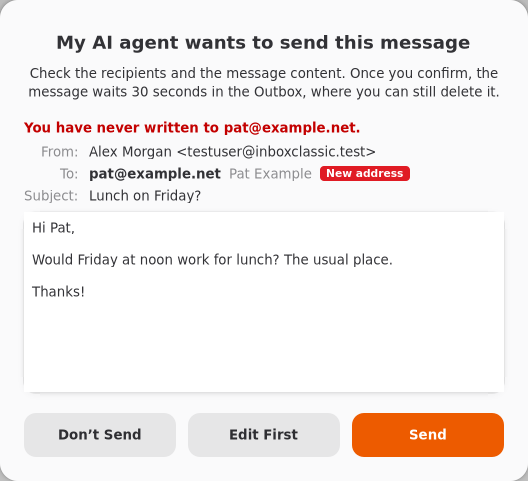 My AI agent wants to send this message
Check the recipients and the message content. Once you confirm, the
message waits 30 seconds in the Outbox, where you can still delete it.
You have never written to pat@example.net.
From: Alex Morgan <testuser@inboxclassic.test>
To: pat@example.net Pat Example New address
Subject: Lunch on Friday?
Hi Pat,
Would Friday at noon work for lunch? The usual place.
Thanks!
Don’t Send Edit First Send